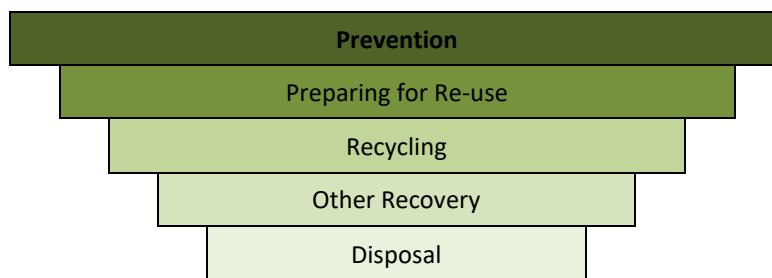 Prevention
Preparing for Re-use
Recycling
Other Recovery
Disposal